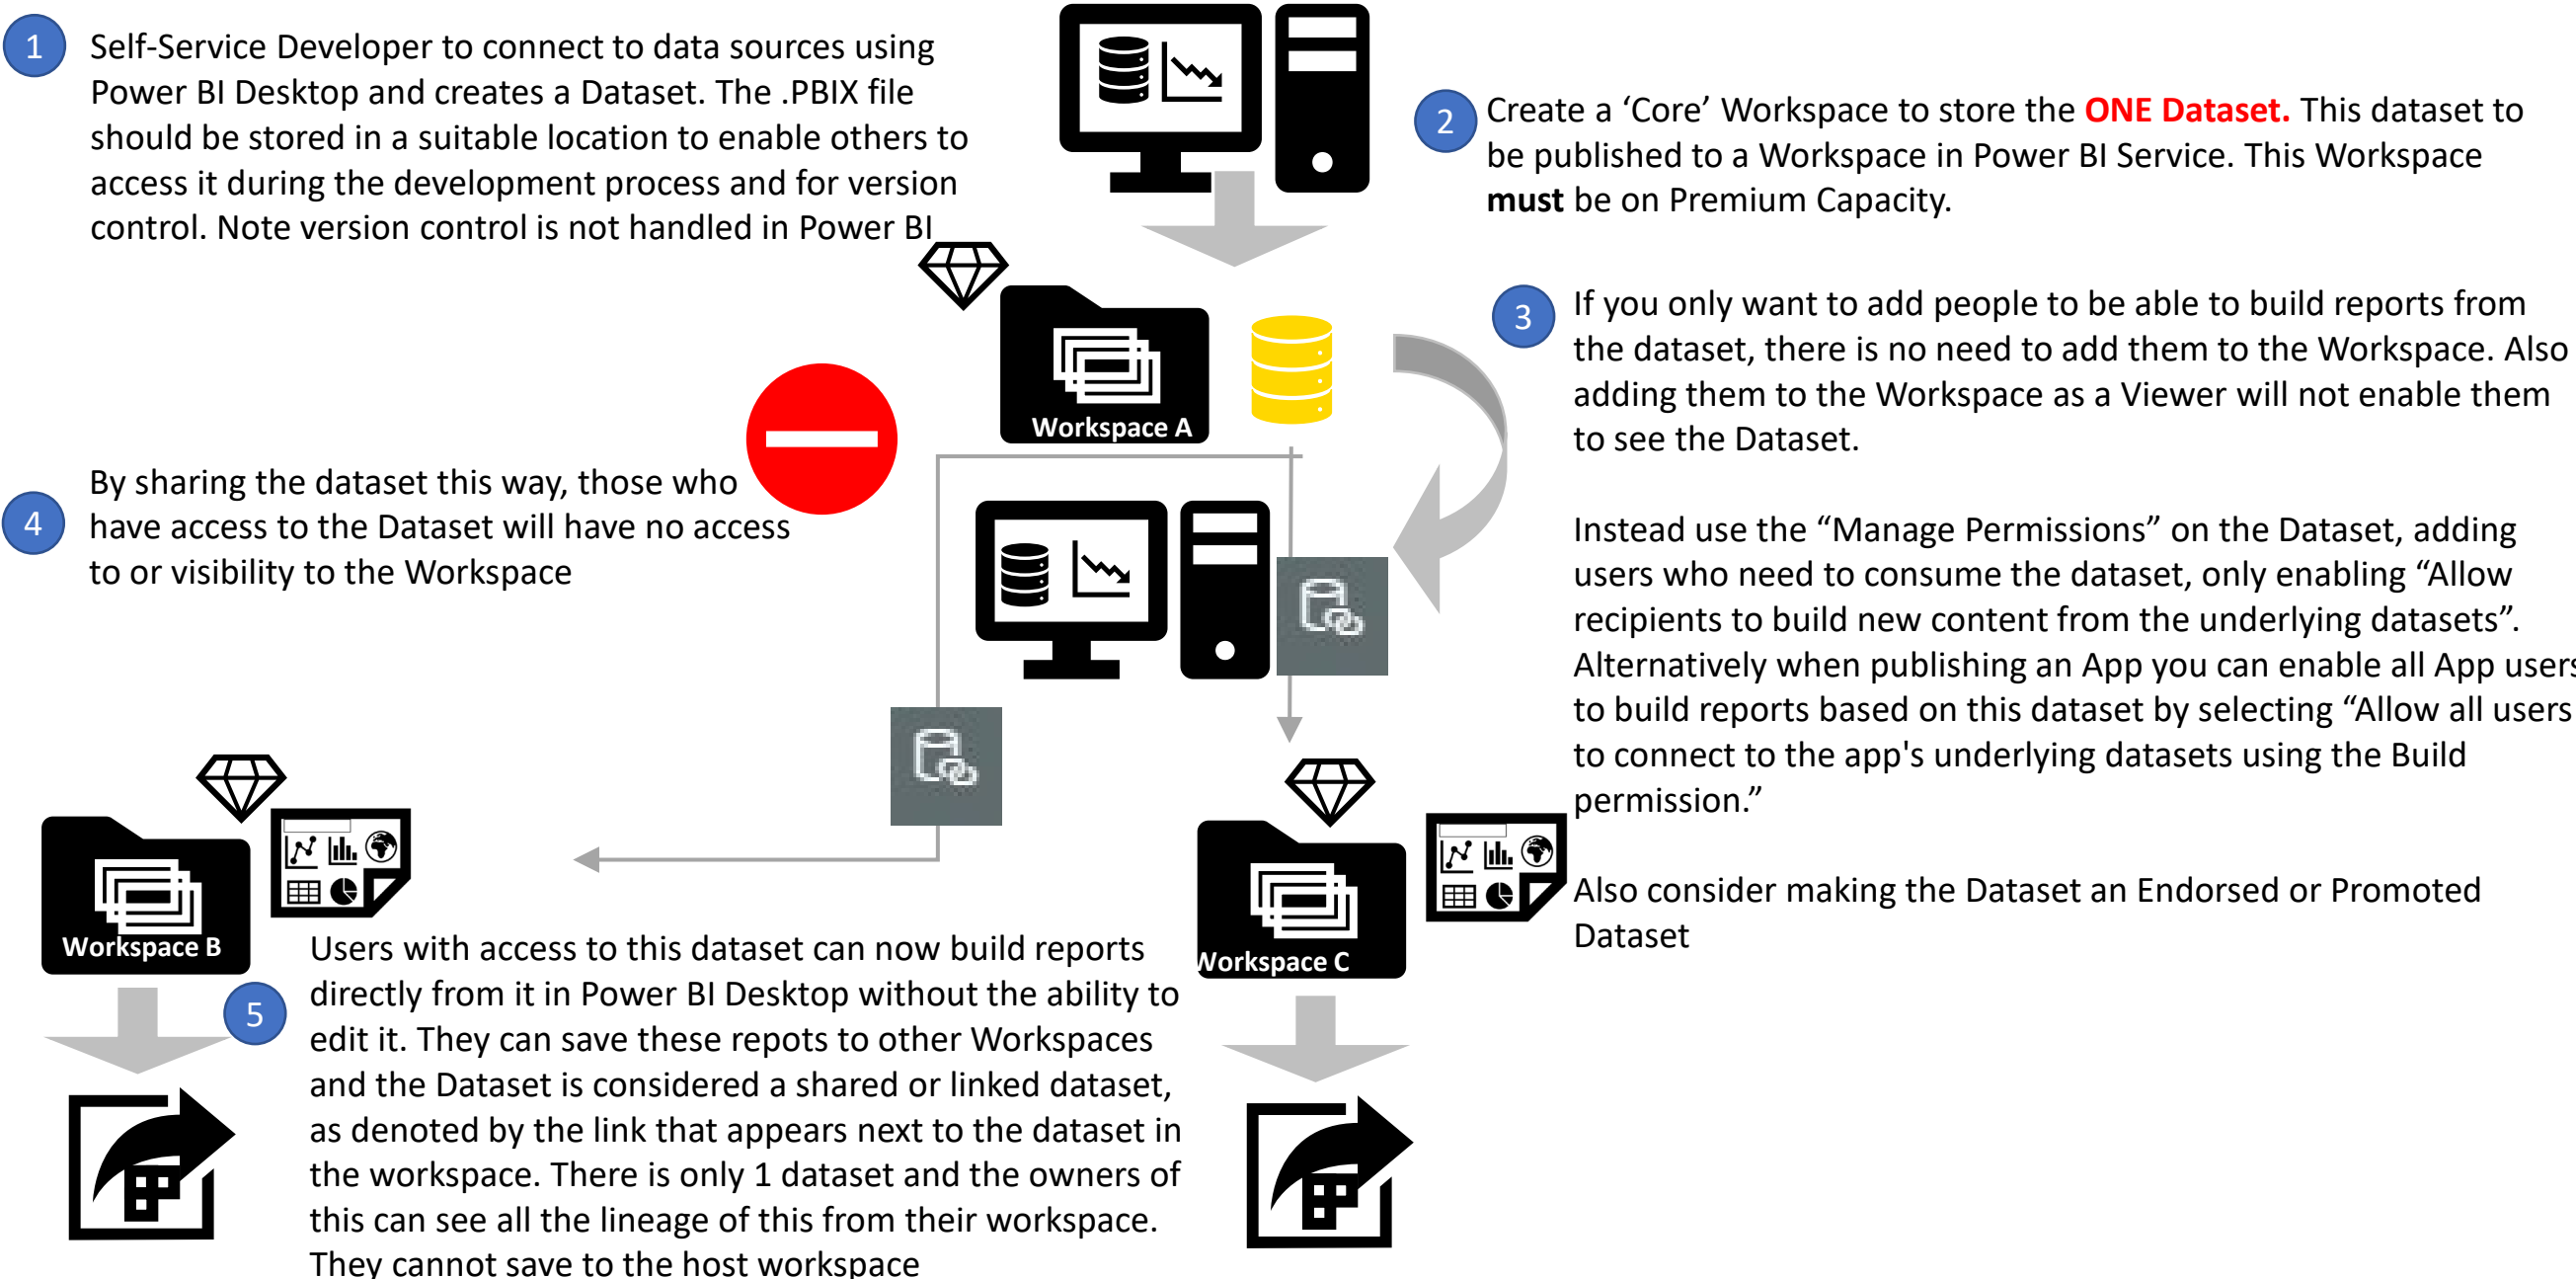 1
Self-Service Developer to connect to data sources using
Power BI Desktop and creates a Dataset. The .PBIX file
should be stored in a suitable location to enable others to
access it during the development process and for version
control. Note version control is not handled in Power BI
2
Create a ‘Core’ Workspace to store the ONE Dataset. This dataset to
be published to a Workspace in Power BI Service. This Workspace
must be on Premium Capacity.
Workspace A
3
If you only want to add people to be able to build reports from
the dataset, there is no need to add them to the Workspace. Also
adding them to the Workspace as a Viewer will not enable them
to see the Dataset.
Instead use the “Manage Permissions” on the Dataset, adding
users who need to consume the dataset, only enabling “Allow
recipients to build new content from the underlying datasets”.
Alternatively when publishing an App you can enable all App users
to build reports based on this dataset by selecting “Allow all users
to connect to the app's underlying datasets using the Build
permission.”
Also consider making the Dataset an Endorsed or Promoted
Dataset
4
By sharing the dataset this way, those who
have access to the Dataset will have no access
to or visibility to the Workspace
Workspace B
Workspace C
5
Users with access to this dataset can now build reports
directly from it in Power BI Desktop without the ability to
edit it. They can save these repots to other Workspaces
and the Dataset is considered a shared or linked dataset,
as denoted by the link that appears next to the dataset in
the workspace. There is only 1 dataset and the owners of
this can see all the lineage of this from their workspace.
They cannot save to the host workspace